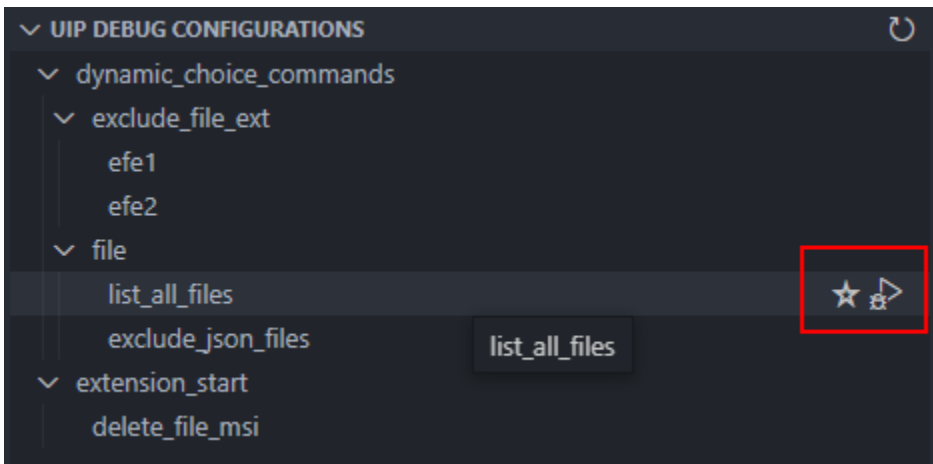 UIP DEBUG CONFIGURATIONS
dynamic_choice_commands
exclude_file_ext
efe1
efe2
file
list_all_files
exclude_json_files
list_all_files
extension_start
delete_file_msi